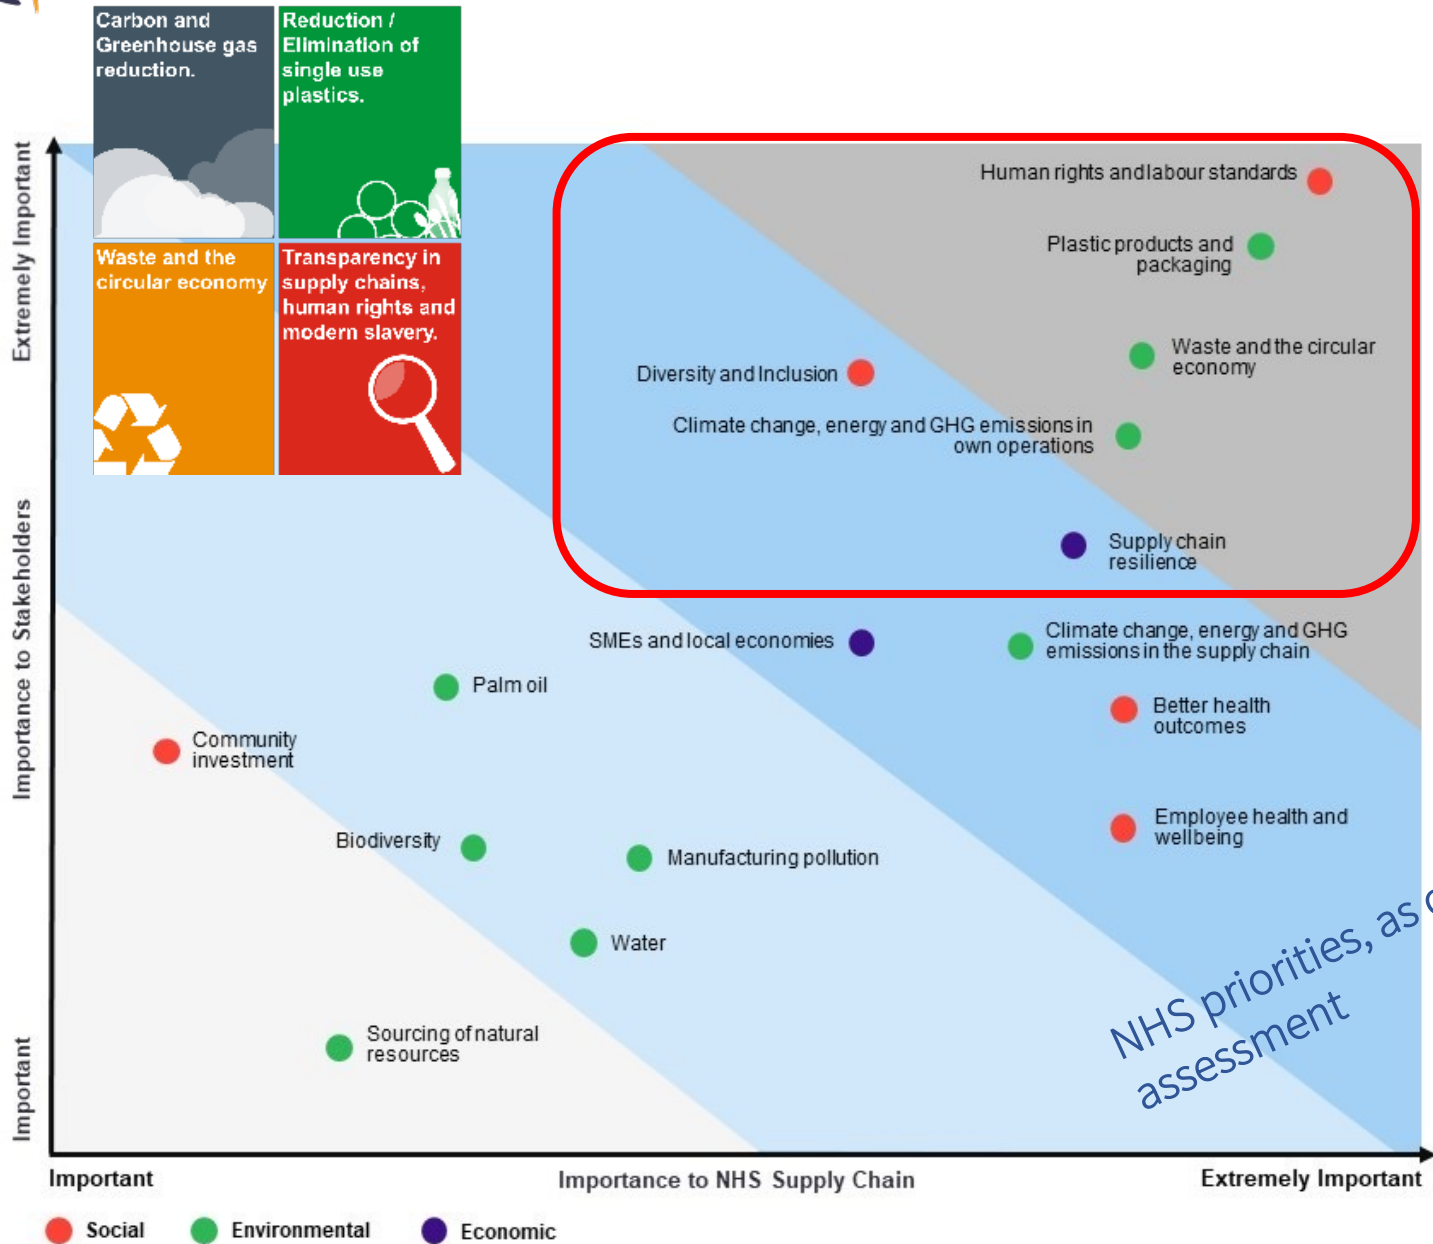 Carbon and
Greenhouse gas
reduction.
Reduction /
Elimination of
single use
plastics.
Waste and the
circular economy
Transparency in
supply chains,
human rights and
modern slavery.
Extremely Important
Importance to Stakeholders
Important
Human rights and labour standards
Plastic products and
packaging
Waste and the circular
economy
Diversity and Inclusion
Climate change, energy and GHG emissions in
own operations
Supply chain
resilience
SMEs and local economies
Climate change, energy and GHG
emissions in the supply chain
Palm oil
Better health
outcomes
Community
investment
Employee health and
wellbeing
Biodiversity
Manufacturing pollution
Water
Sourcing of natural
resources
NHS priorities, as
assessment
Important
Importance to NHS Supply Chain
Extremely Important
Social
Environmental
Economic